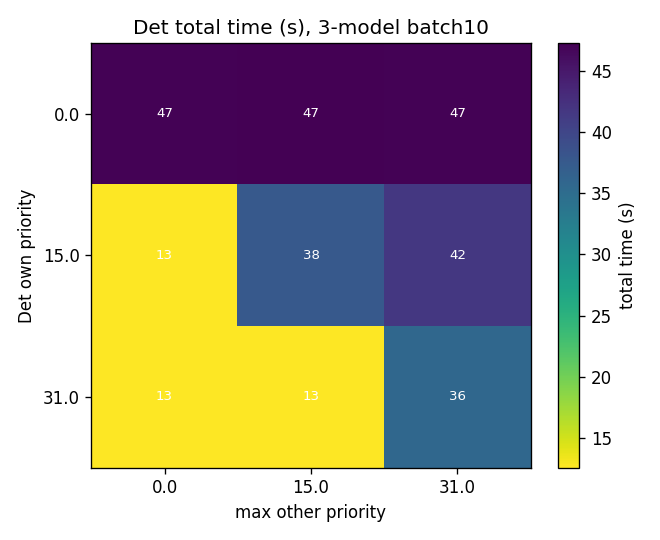 Det total time (s), 3-model batch10
Det own priority
0.0
15.0
31.0
47 47 47
13 38 42
13 13 36
0.0 15.0 31.0
max other priority
45
40
35
30
25
20
15
total time (s)